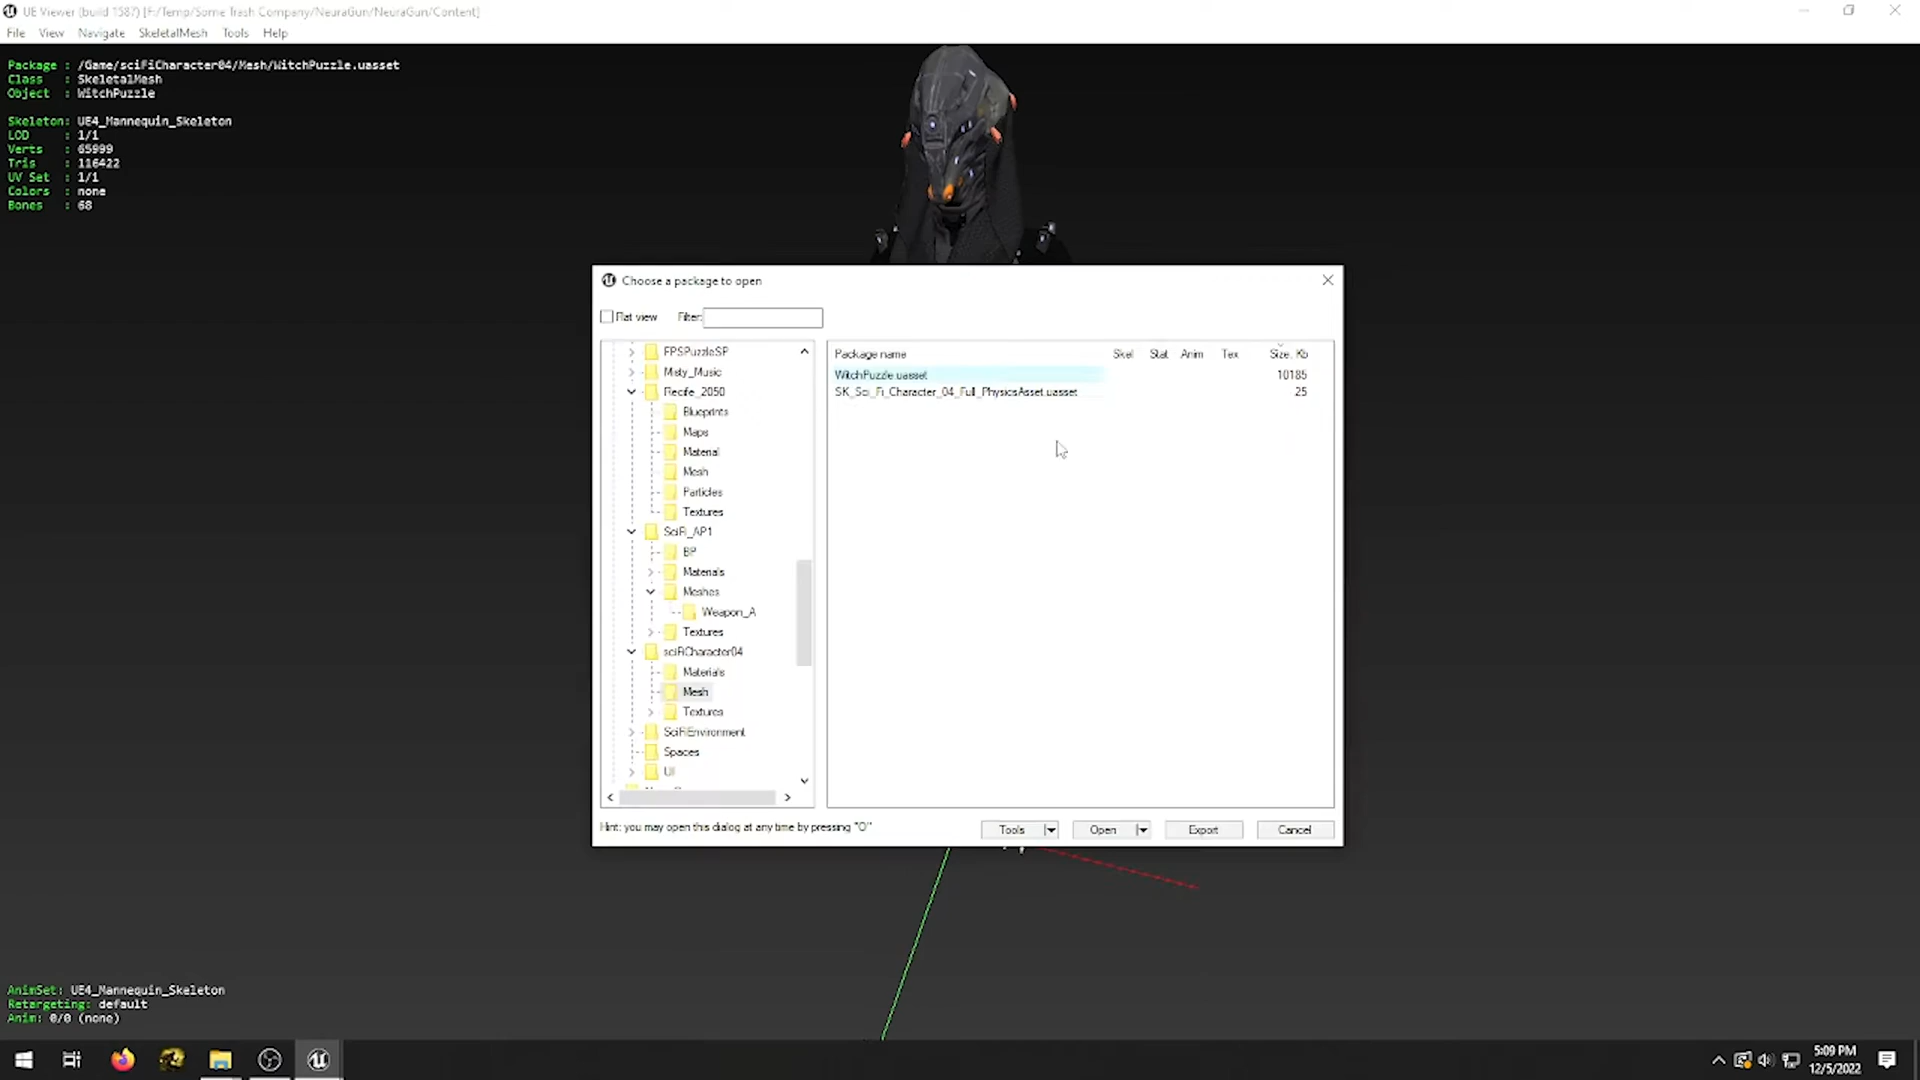 UE Viewer (build 1587) [F:/Temp/Some Trash Company/NeuraGun/NeuraGun/Content]
File View Navigate SkeletalMesh Tools Help
Package : /Game/sciFiCharacter04/Mesh/WitchPuzzle.uasset
Class : SkeletalMesh
Object : WitchPuzzle
Skeleton: UE4_Mannequin_Skeleton
LOD : 1/1
Verts : 65999
Tris : 116422
UV Set : 1/1
Colors : none
Bones : 68
Choose a package to open
Flat view Filter:
FPSPuzzleSP
Misty_Music
Recife_2050
Blueprints
Maps
Material
Mesh
Particles
Textures
SciFi_AP1
BP
Materials
Meshes
Weapon_A
Textures
sciFiCharacter04
Materials
Mesh
Textures
SciFiEnvironment
Spaces
UI
Package name Skel Stat Anim Tex Size, Kb
WitchPuzzle.uasset 10185
SK_Sci_Fi_Character_04_Full_PhysicsAsset.uasset 25
Hint: you may open this dialog at any time by pressing "O"
Tools Open Export Cancel
AnimSet: UE4_Mannequin_Skeleton
Retargeting: default
Anim: 0/0 (none)
5:09 PM
12/5/2022